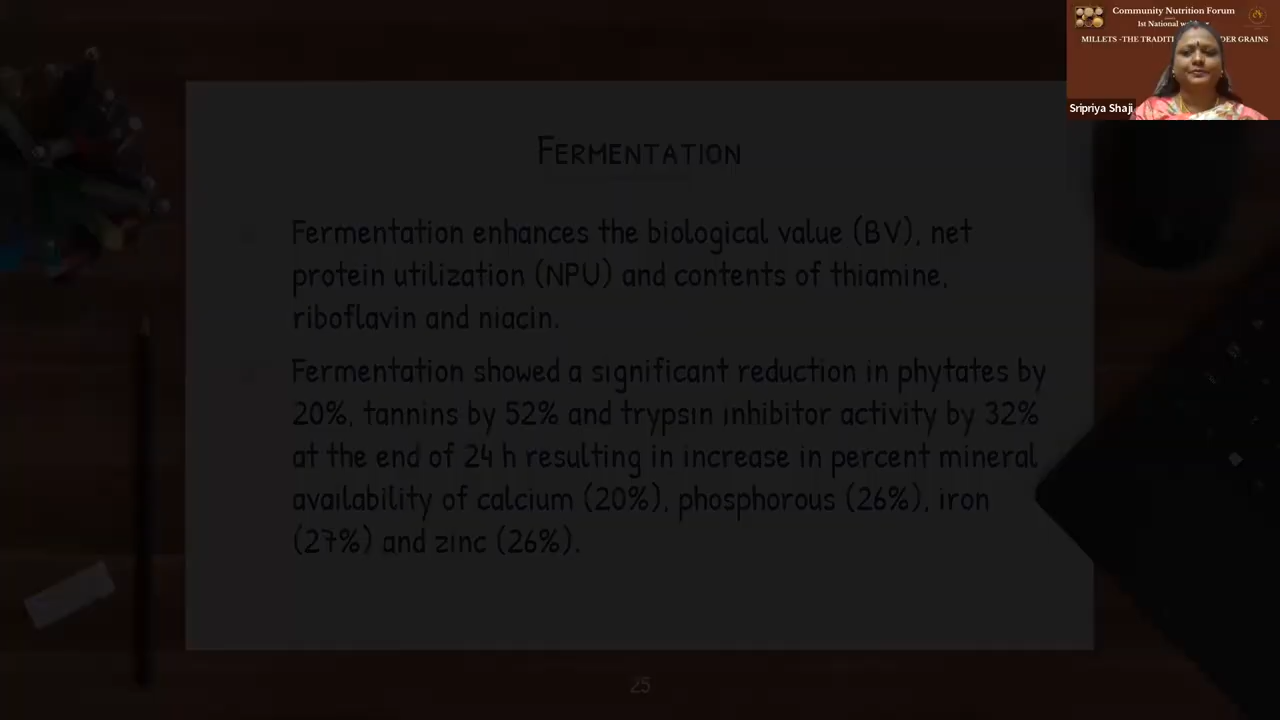 Community Nutrition Forum
1st National
MILLETS -THE GRAINS
Sripriya Shaji
FERMENTATION
Fermentation enhances the biological value (BV), net
protein utilization (NPU) and contents of thiamine,
riboflavin and niacin.
Fermentation showed a significant reduction in phytates by
20%, tannins by 52% and trypsin inhibitor activity by 32%
at the end of 24 h resulting in increase in percent mineral
availability of calcium (20%), phosphorous (26%), iron
(27%) and zinc (26%).
25